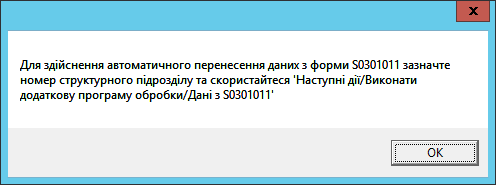 Для здійснення автоматичного перенесення даних з форми S0301011 зазначте
номер структурного підрозділу та скористайтеся 'Наступні дії/Виконати
додаткову програму обробки/Дані з S0301011'
OK